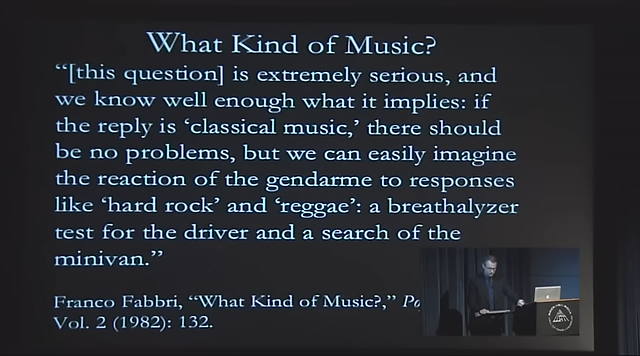 What Kind of Music?
“[this question] is extremely serious, and
we know well enough what it implies: if
the reply is ‘classical music,’ there should
be no problems, but we can easily imagine
the reaction of the gendarme to responses
like ‘hard rock’ and ‘reggae’: a breathalyzer
test for the driver and a search of the
minivan.”
Franco Fabbri, “What Kind of Music?,”
Vol. 2 (1982): 132.